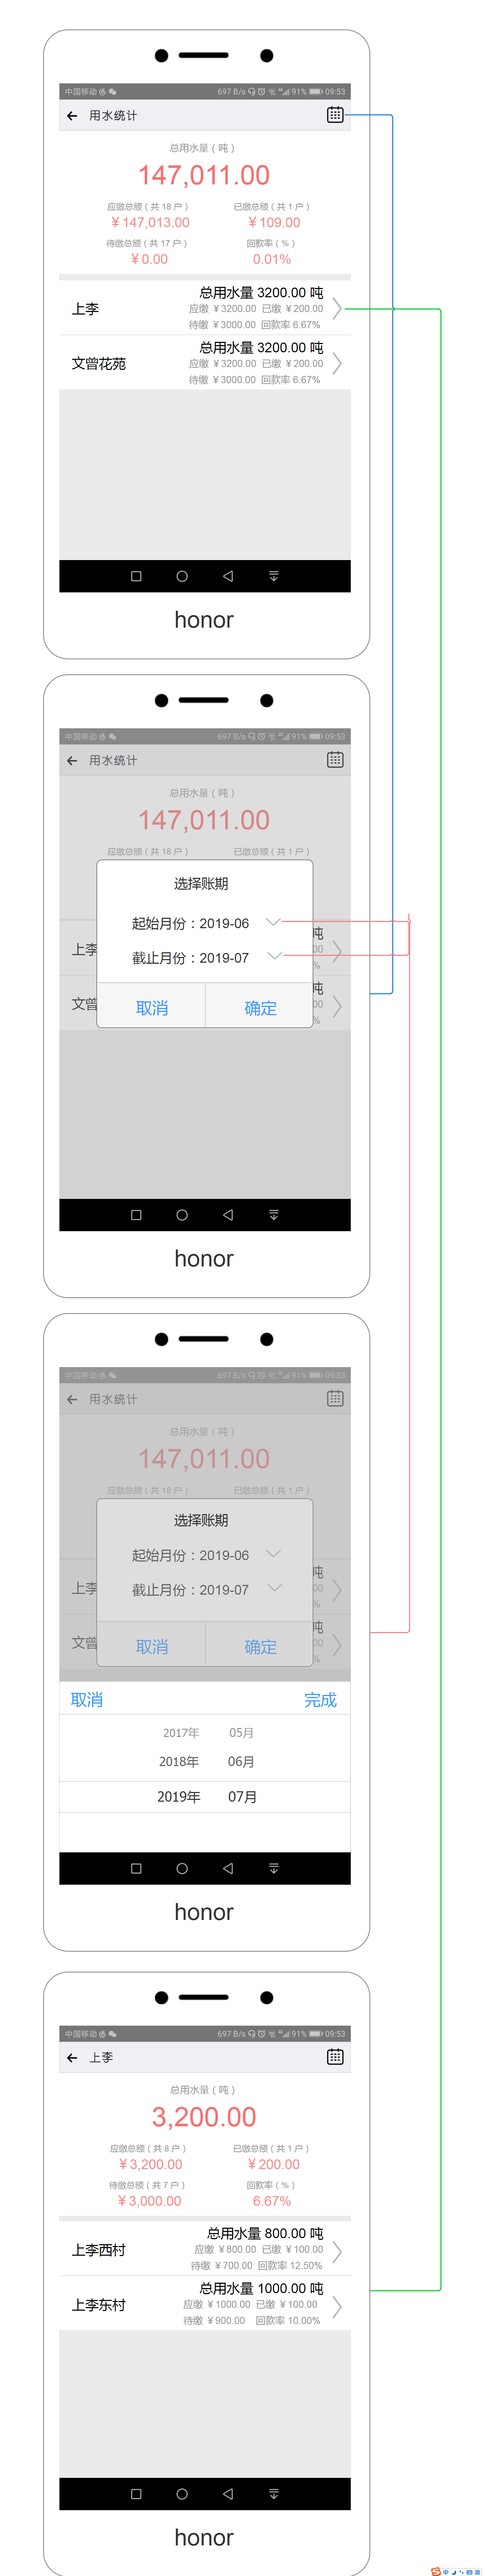 中国移动 697 B/s 91% 09:53
用水统计
总用水量（吨）
147,011.00
应缴总额（共 18 户） 已缴总额（共 1 户）
￥147,013.00 ￥109.00
待缴总额（共 17 户） 回款率（%）
￥0.00 0.01%
总用水量 3200.00 吨
上李 应缴 ￥3200.00 已缴 ￥200.00
待缴 ￥3000.00 回款率 6.67%
总用水量 3200.00 吨
文曾花苑 应缴 ￥3200.00 已缴 ￥200.00
待缴 ￥3000.00 回款率 6.67%
honor
中国移动 697 B/s 91% 09:53
用水统计
总用水量（吨）
147,011.00
应缴总额（共 18 户） 已缴总额（共 1 户）
选择账期
起始月份：2019-06
吨
上李 00
截止月份：2019-07
%
吨
文曾 取消 确定 00
%
honor
中国移动 697 B/s 91% 09:53
用水统计
总用水量（吨）
147,011.00
应缴总额（共 18 户） 已缴总额（共 1 户）
选择账期
起始月份：2019-06
吨
上李 00
截止月份：2019-07
%
吨
文曾 取消 确定 00
%
取消 完成
2017年 05月
2018年 06月
2019年 07月
honor
中国移动 697 B/s 91% 09:53
上李
总用水量（吨）
3,200.00
应缴总额（共 8 户） 已缴总额（共 1 户）
￥3,200.00 ￥200.00
待缴总额（共 7 户） 回款率（%）
￥3,000.00 6.67%
总用水量 800.00 吨
上李西村 应缴 ￥800.00 已缴 ￥100.00
待缴 ￥700.00 回款率 12.50%
总用水量 1000.00 吨
上李东村 应缴 ￥1000.00 已缴 ￥100.00
待缴 ￥900.00 回款率 10.00%
honor
中